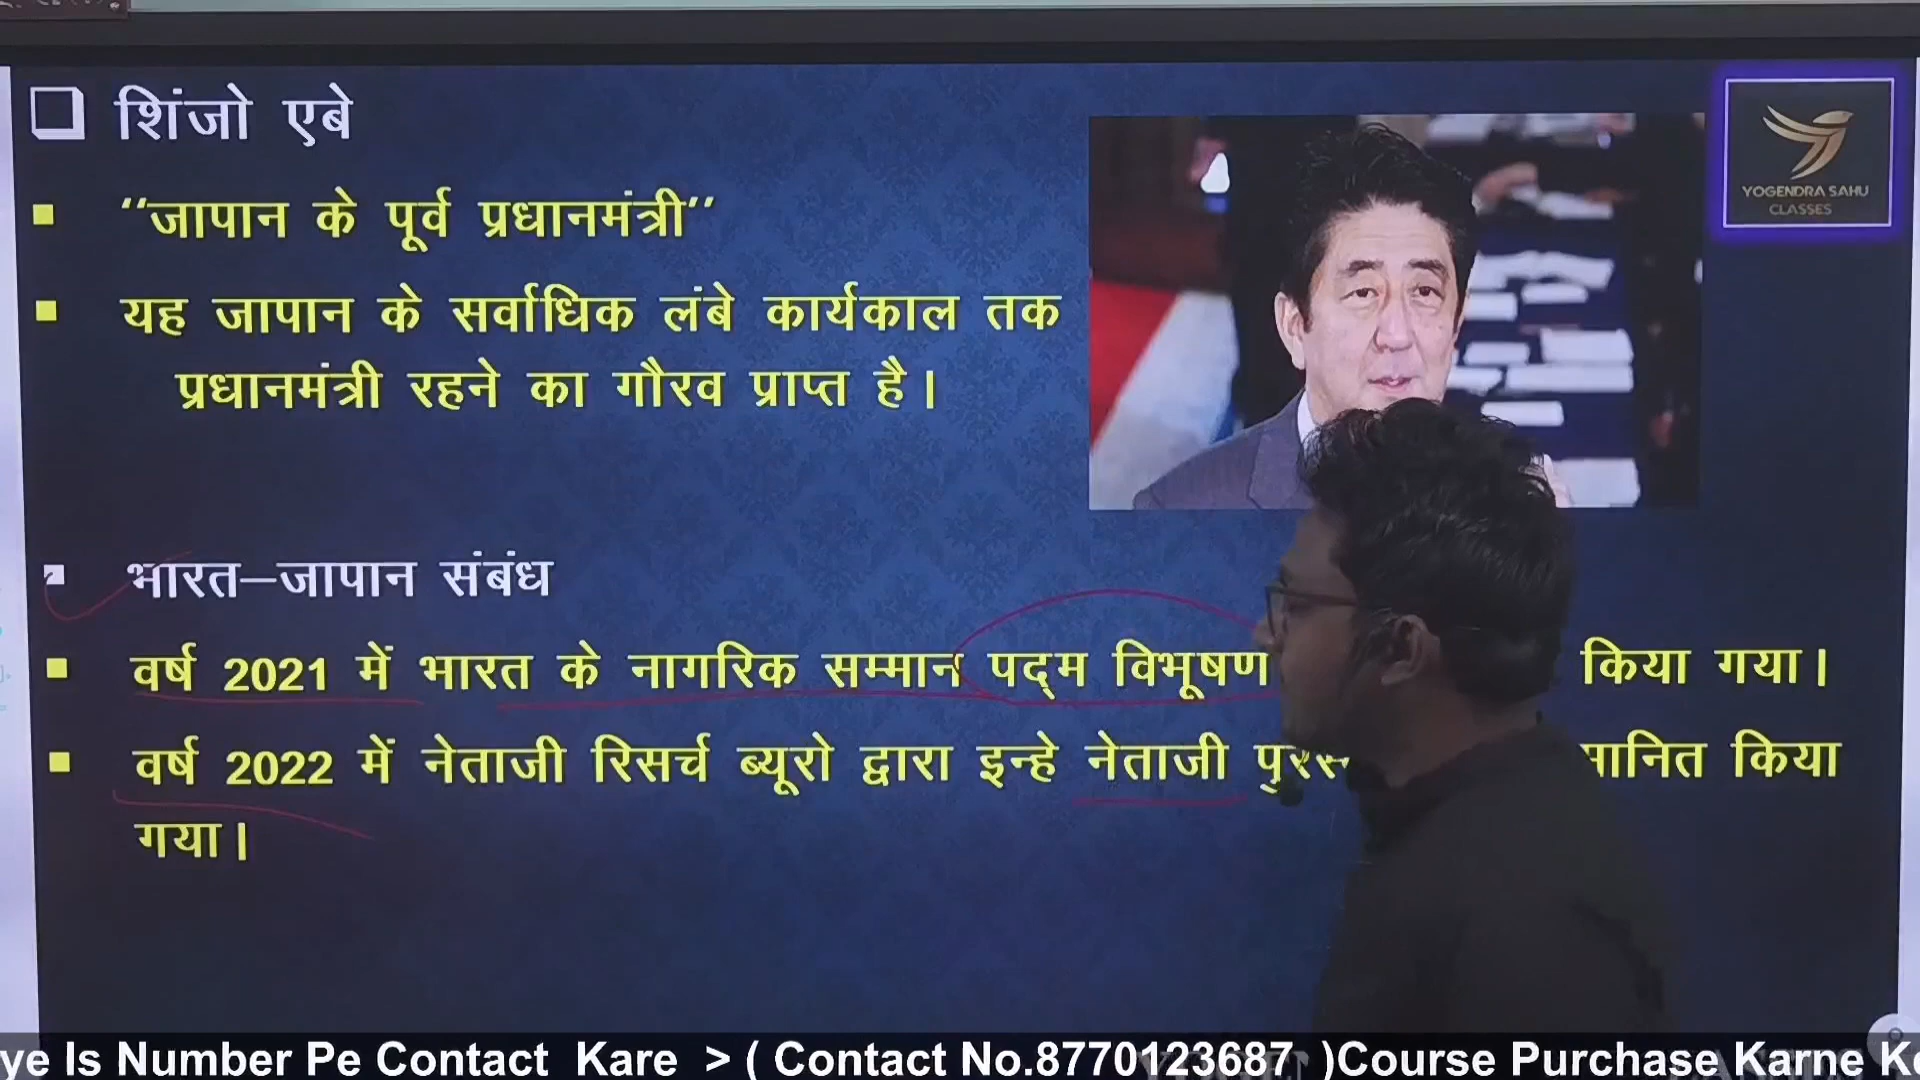 शिंजो एबे
“जापान के पूर्व प्रधानमंत्री”
यह जापान के सर्वाधिक लंबे कार्यकाल तक
प्रधानमंत्री रहने का गौरव प्राप्त है।
YOGENDRA SAHU
CLASSES
भारत–जापान संबंध
वर्ष 2021 में भारत के नागरिक सम्मान पद्म विभूषण किया गया।
वर्ष 2022 में नेताजी रिसर्च ब्यूरो द्वारा इन्हे नेताजी किया
गया।
ye Is Number Pe Contact Kare > ( Contact No.8770123687 )Course Purchase Karne